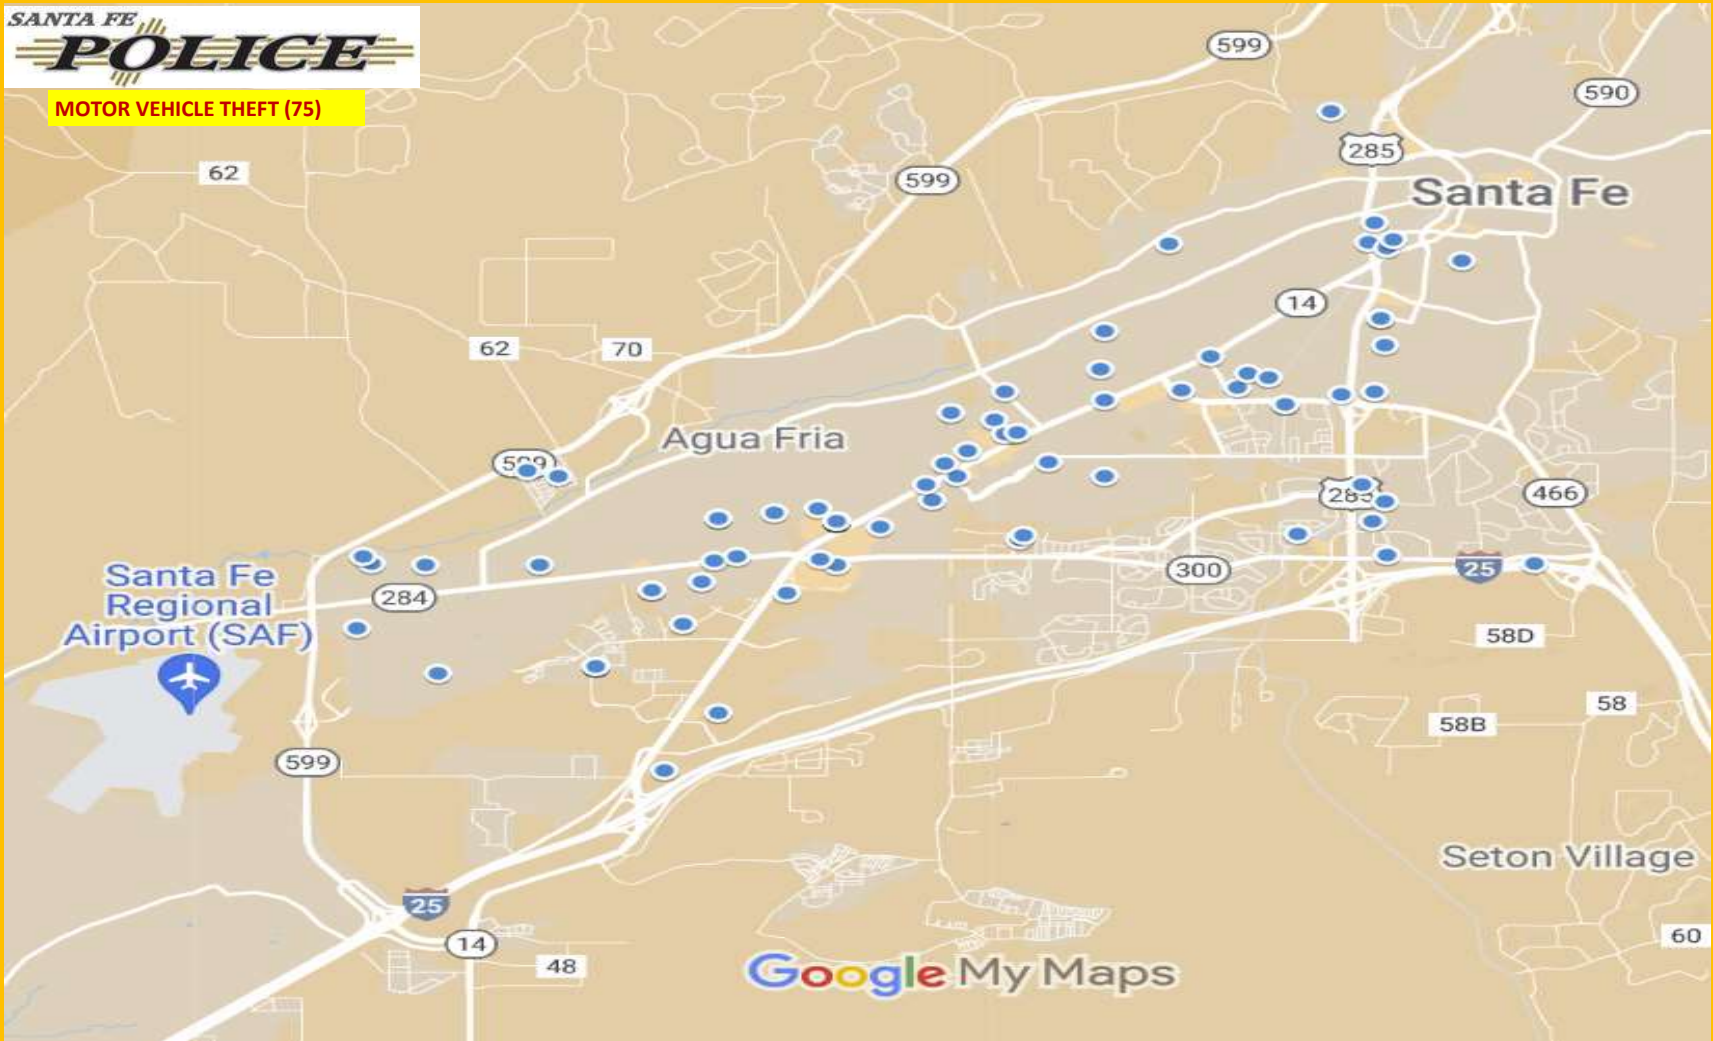 SANTA FE
POLICE
MOTOR VEHICLE THEFT (75)
599
590
285
62
599
Santa Fe
14
62
70
Agua Fria
599
285
466
Santa Fe
Regional
Airport (SAF)
284
300
25
58D
58
58B
599
Seton Village
25
14
48
60
Google My Maps